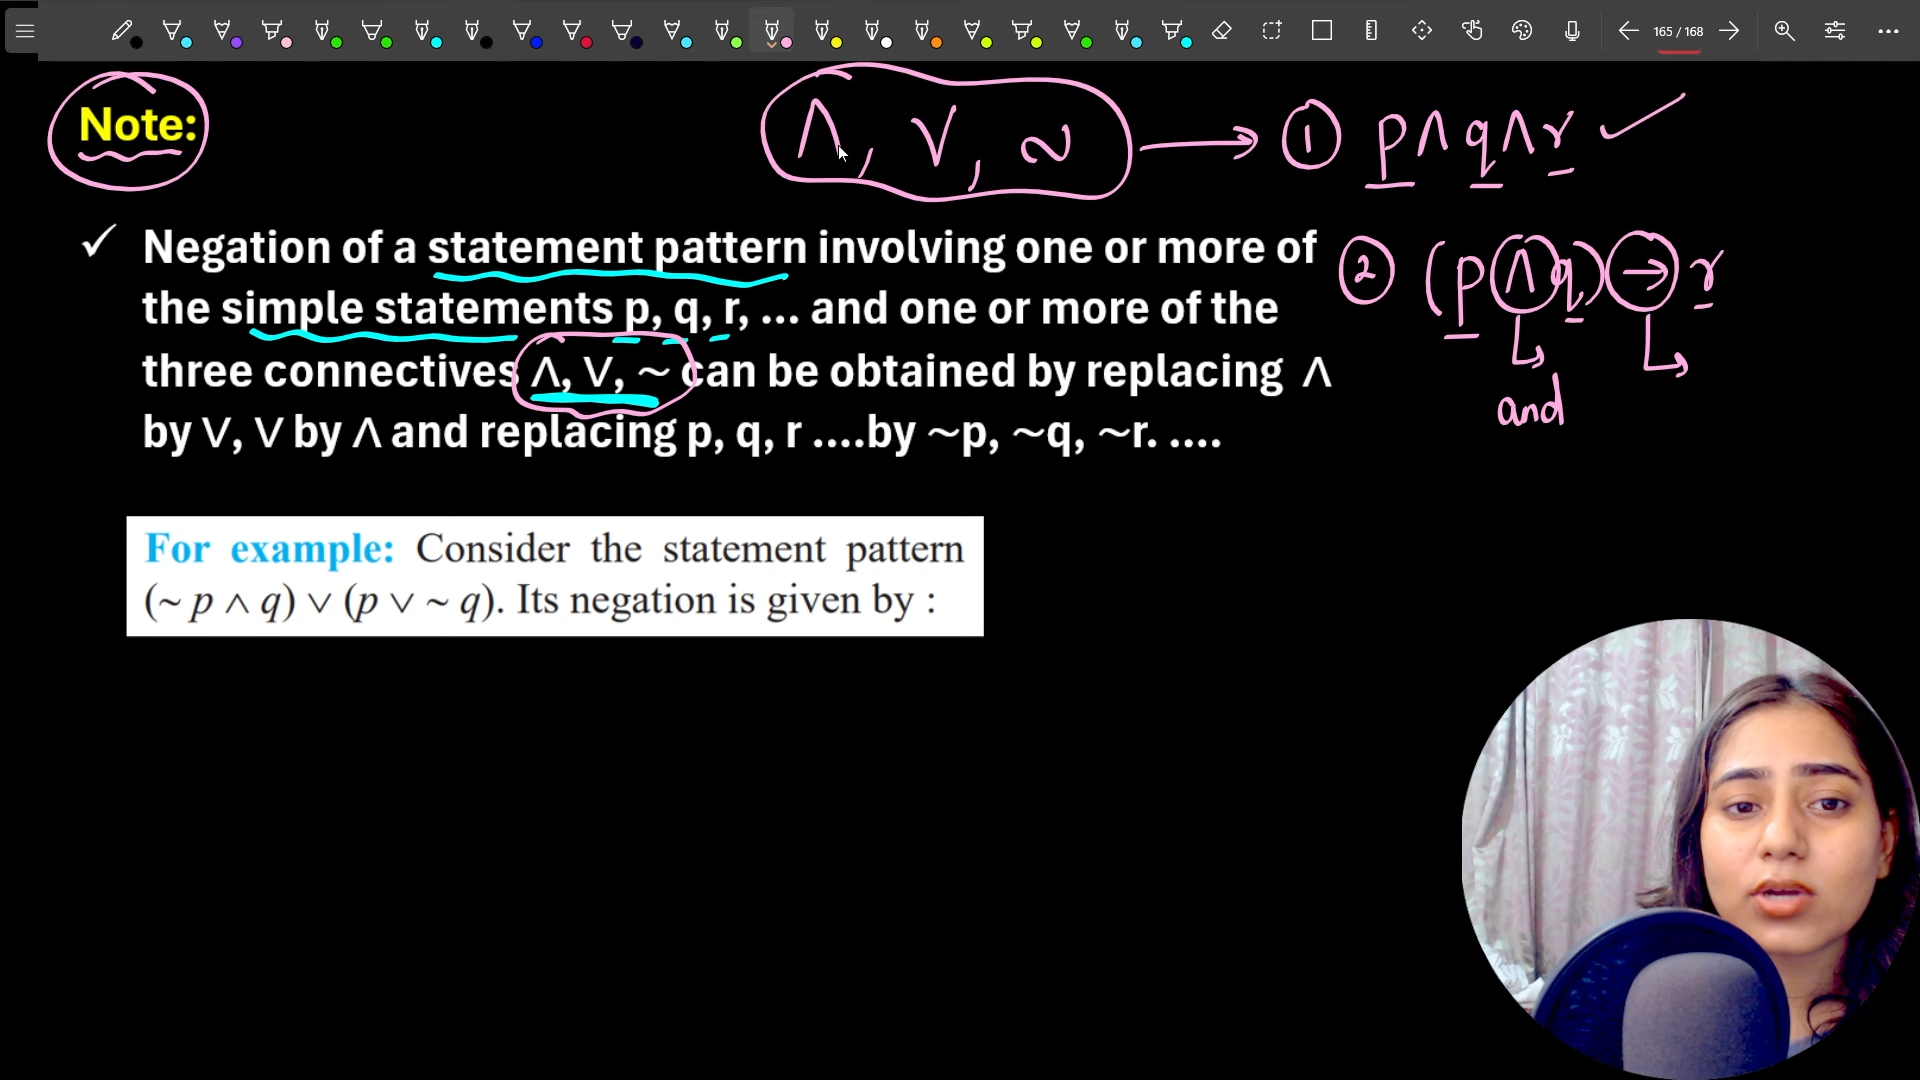 165 / 168
Note:
∧, ∨, ~ → ① p∧q∧r ✓
✓ Negation of a statement pattern involving one or more of
the simple statements p, q, r, ... and one or more of the
three connectives ∧, ∨, ~ can be obtained by replacing ∧
by ∨, ∨ by ∧ and replacing p, q, r ....by ~p, ~q, ~r. ....
② (p∧q) → r
and
For example: Consider the statement pattern
(~ p ∧ q) ∨ (p ∨ ~ q). Its negation is given by :